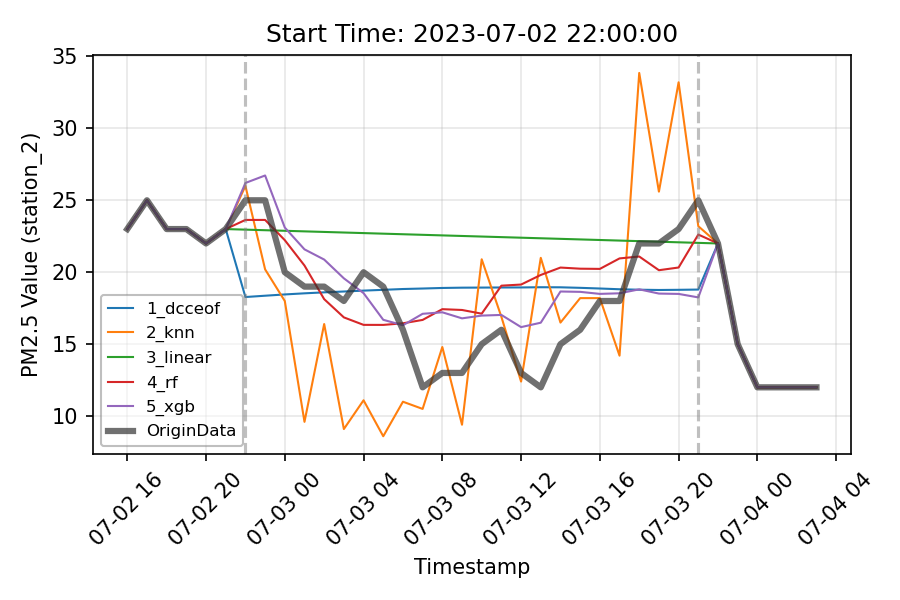 Start Time: 2023-07-02 22:00:00
PM2.5 Value (station_2)
35
30
25
20
15
10
1_dcceof
2_knn
3_linear
4_rf
5_xgb
OriginData
07-02 16
07-02 20
07-03 00
07-03 04
07-03 08
07-03 12
07-03 16
07-03 20
07-04 00
07-04 04
Timestamp